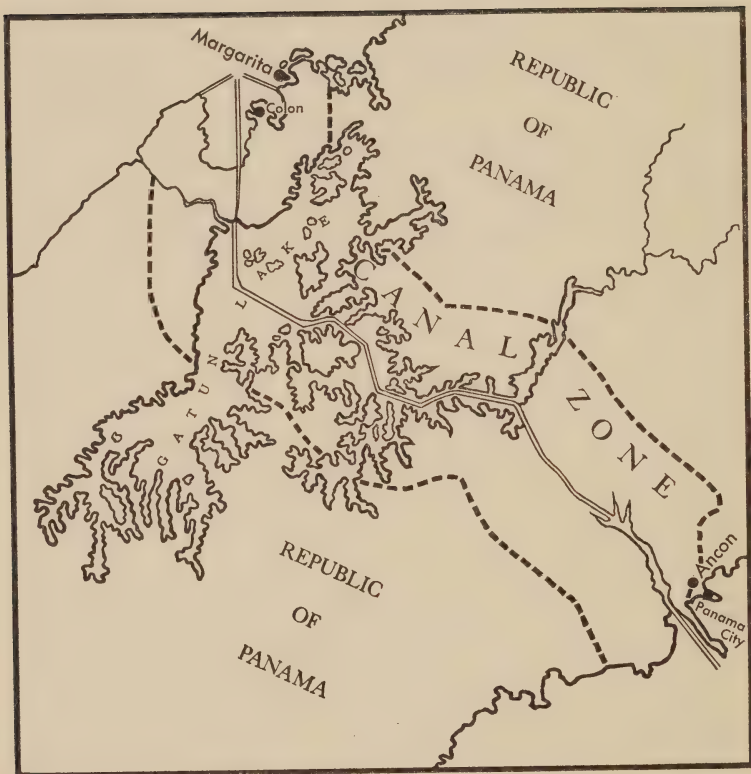 Margarita
Colon
REPUBLIC
OF
PANAMA
GATUN LAKE
CANAL ZONE
REPUBLIC
OF
PANAMA
Ancon
Panama
City